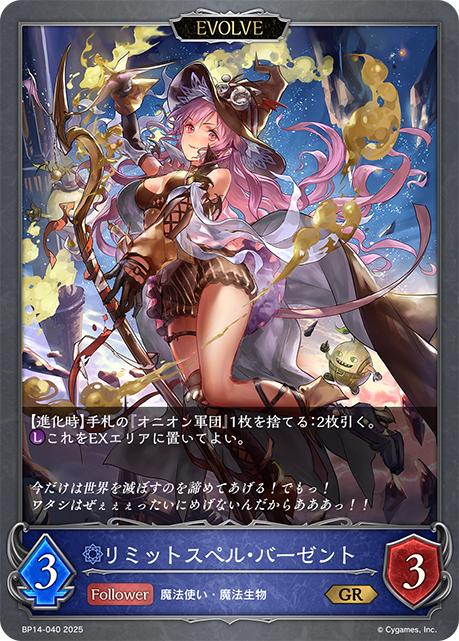 EVOLVE
【進化時】手札の『オニオン軍団』1枚を捨てる：2枚引く。
Ⓛこれを EXエリアに置いてよい。
今だけは世界を滅ぼすのを諦めてあげる！でもっ！
ワタシはぜぇぇぇったいにめげないんだからあああっ！！
3
リミットスペル・バーゼント
3
Follower
魔法使い・魔法生物
GR
BP14-040 2025
© Cygames, Inc.